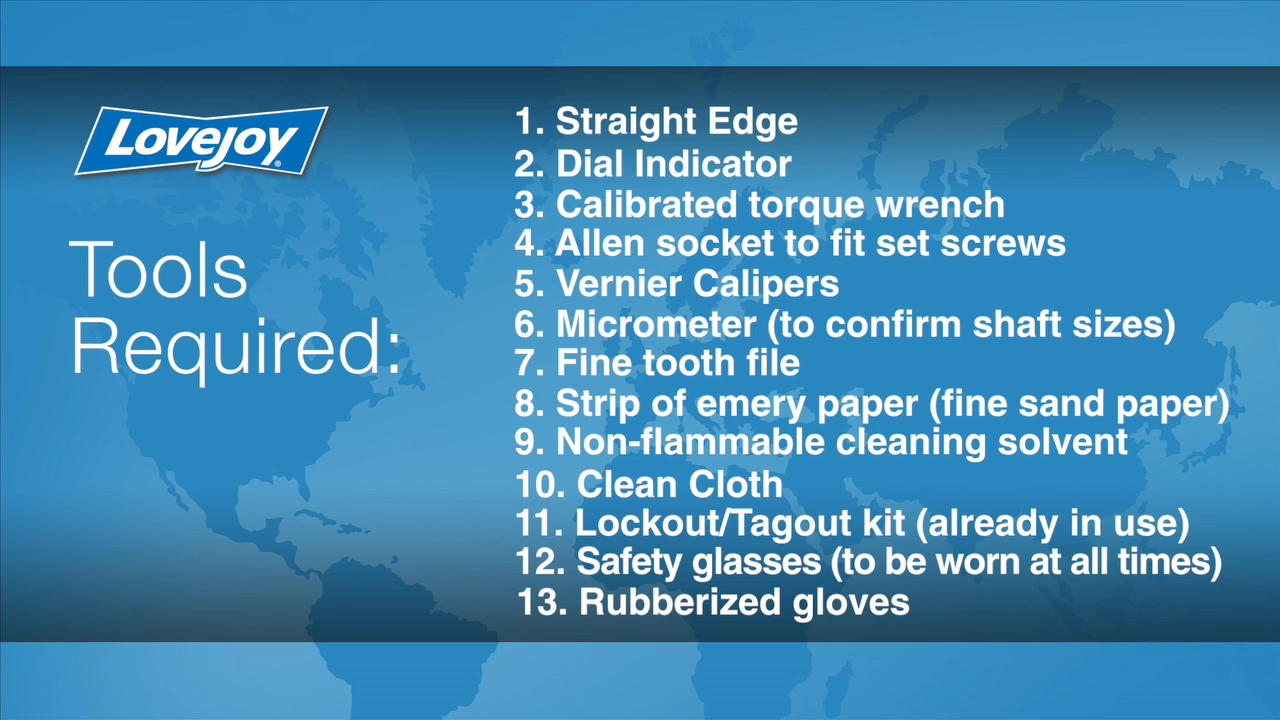 LOVEJOY®
Tools
Required:
1. Straight Edge
2. Dial Indicator
3. Calibrated torque wrench
4. Allen socket to fit set screws
5. Vernier Calipers
6. Micrometer (to confirm shaft sizes)
7. Fine tooth file
8. Strip of emery paper (fine sand paper)
9. Non-flammable cleaning solvent
10. Clean Cloth
11. Lockout/Tagout kit (already in use)
12. Safety glasses (to be worn at all times)
13. Rubberized gloves